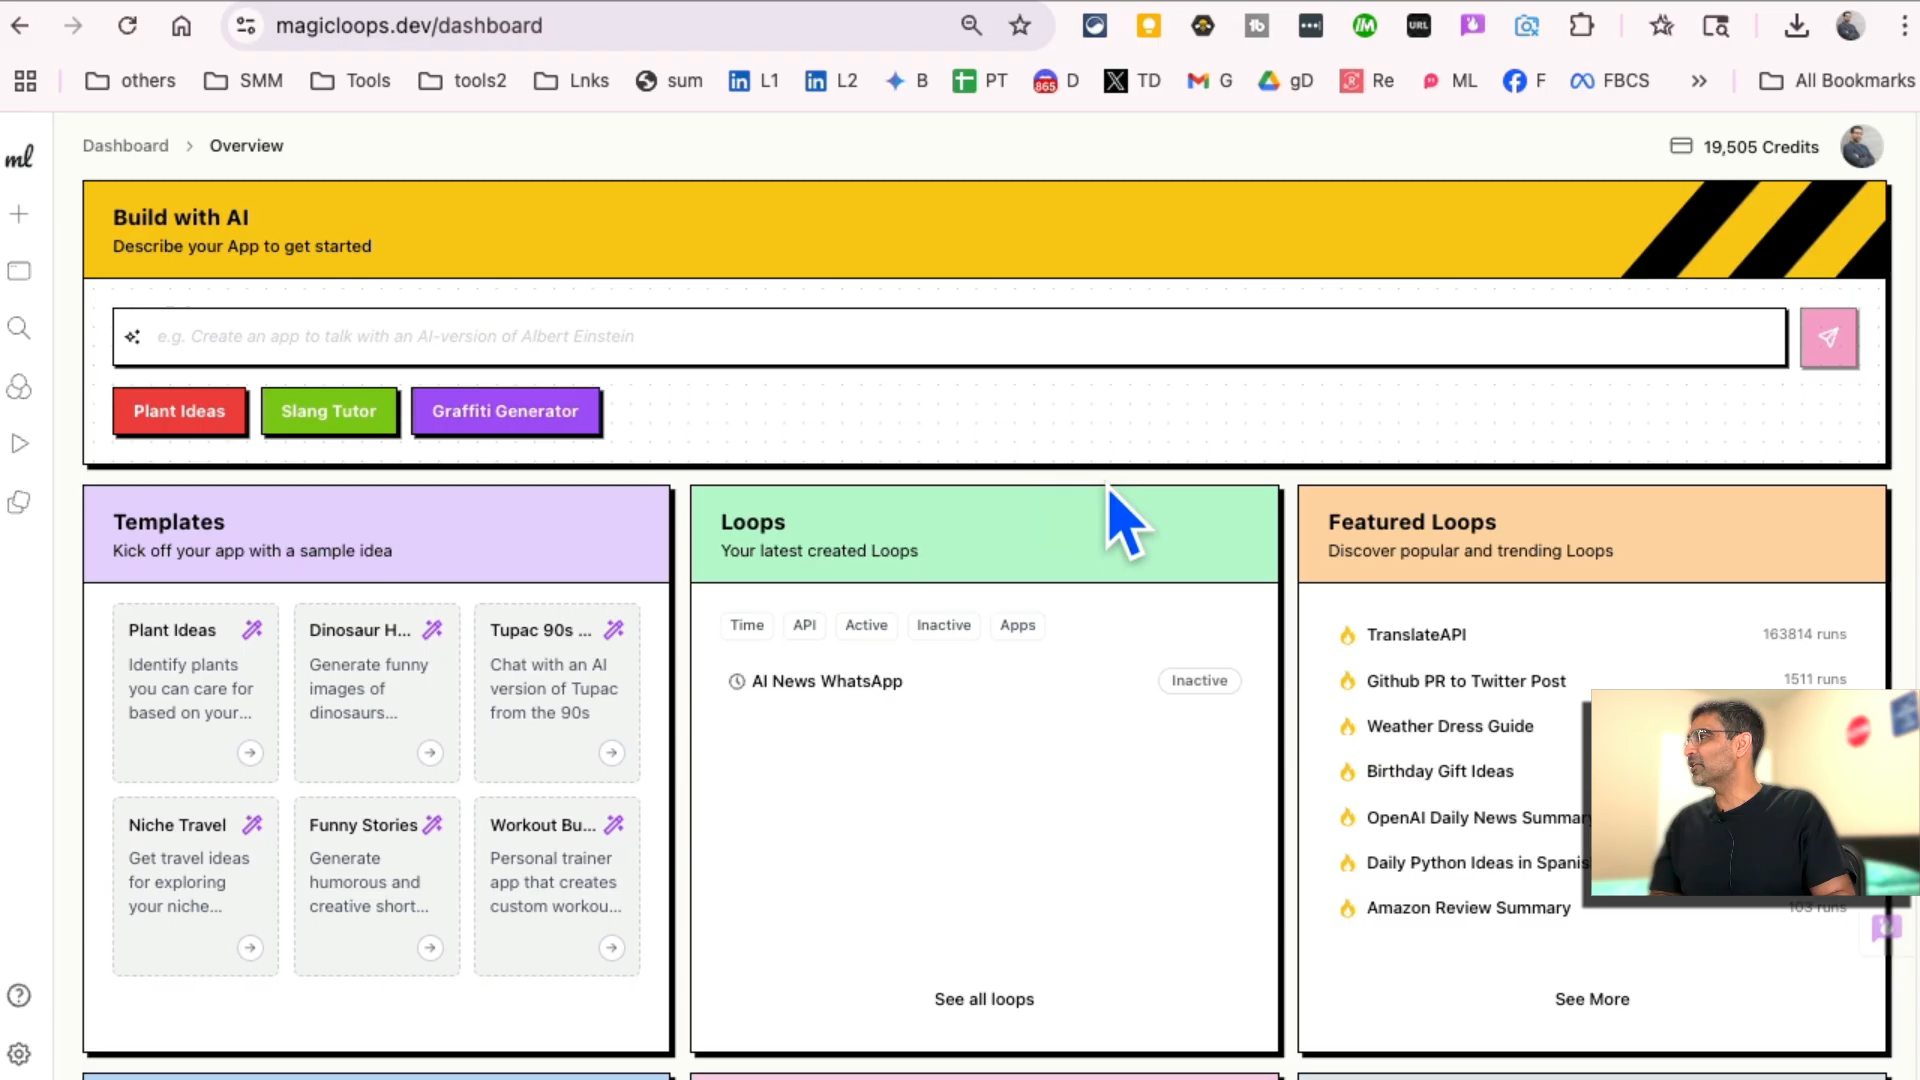 magicloops.dev/dashboard
others
SMM
Tools
tools2
Lnks
sum
L1
L2
B
PT
D
TD
G
gD
Re
ML
F
FBCS
All Bookmarks
ml
Dashboard > Overview
19,505 Credits
Build with AI
Describe your App to get started
e.g. Create an app to talk with an AI-version of Albert Einstein
Plant Ideas
Slang Tutor
Graffiti Generator
Templates
Kick off your app with a sample idea
Plant Ideas
Identify plants
you can care for
based on your...
Dinosaur H...
Generate funny
images of
dinosaurs...
Tupac 90s ...
Chat with an AI
version of Tupac
from the 90s
Niche Travel
Get travel ideas
for exploring
your niche...
Funny Stories
Generate
humorous and
creative short...
Workout Bu...
Personal trainer
app that creates
custom workou...
Loops
Your latest created Loops
Time
API
Active
Inactive
Apps
AI News WhatsApp
Inactive
See all loops
Featured Loops
Discover popular and trending Loops
TranslateAPI
163814 runs
Github PR to Twitter Post
1511 runs
Weather Dress Guide
Birthday Gift Ideas
OpenAI Daily News Summar
Daily Python Ideas in Spanis
Amazon Review Summary
103 runs
See More